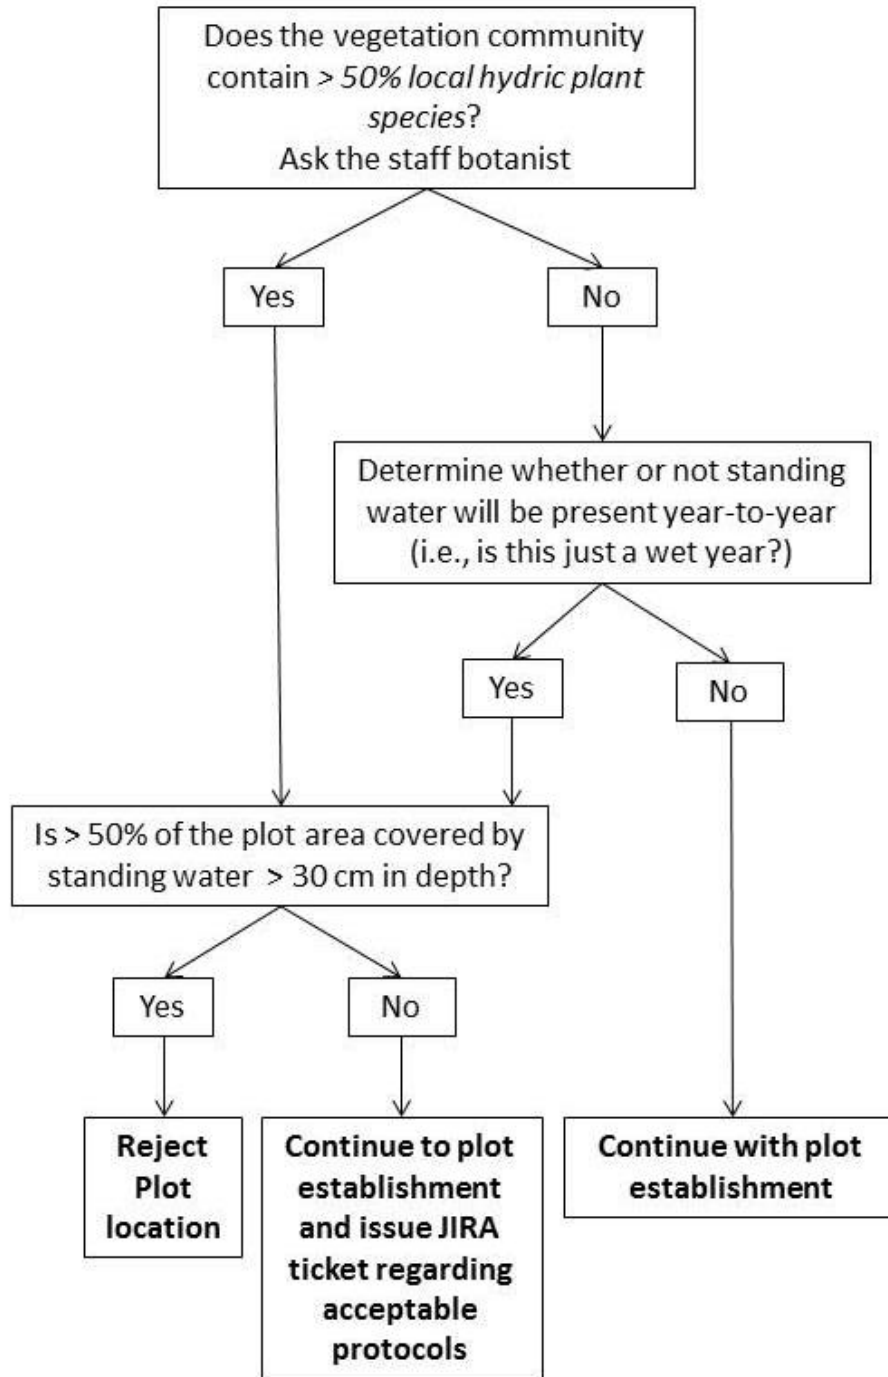 Does the vegetation community
contain > 50% local hydric plant
species?
Ask the staff botanist
Yes
No
Determine whether or not standing
water will be present year-to-year
(i.e., is this just a wet year?)
Yes
No
Is > 50% of the plot area covered by
standing water > 30 cm in depth?
Yes
No
Reject
Plot
location
Continue to plot
establishment
and issue JIRA
ticket regarding
acceptable
protocols
Continue with plot
establishment